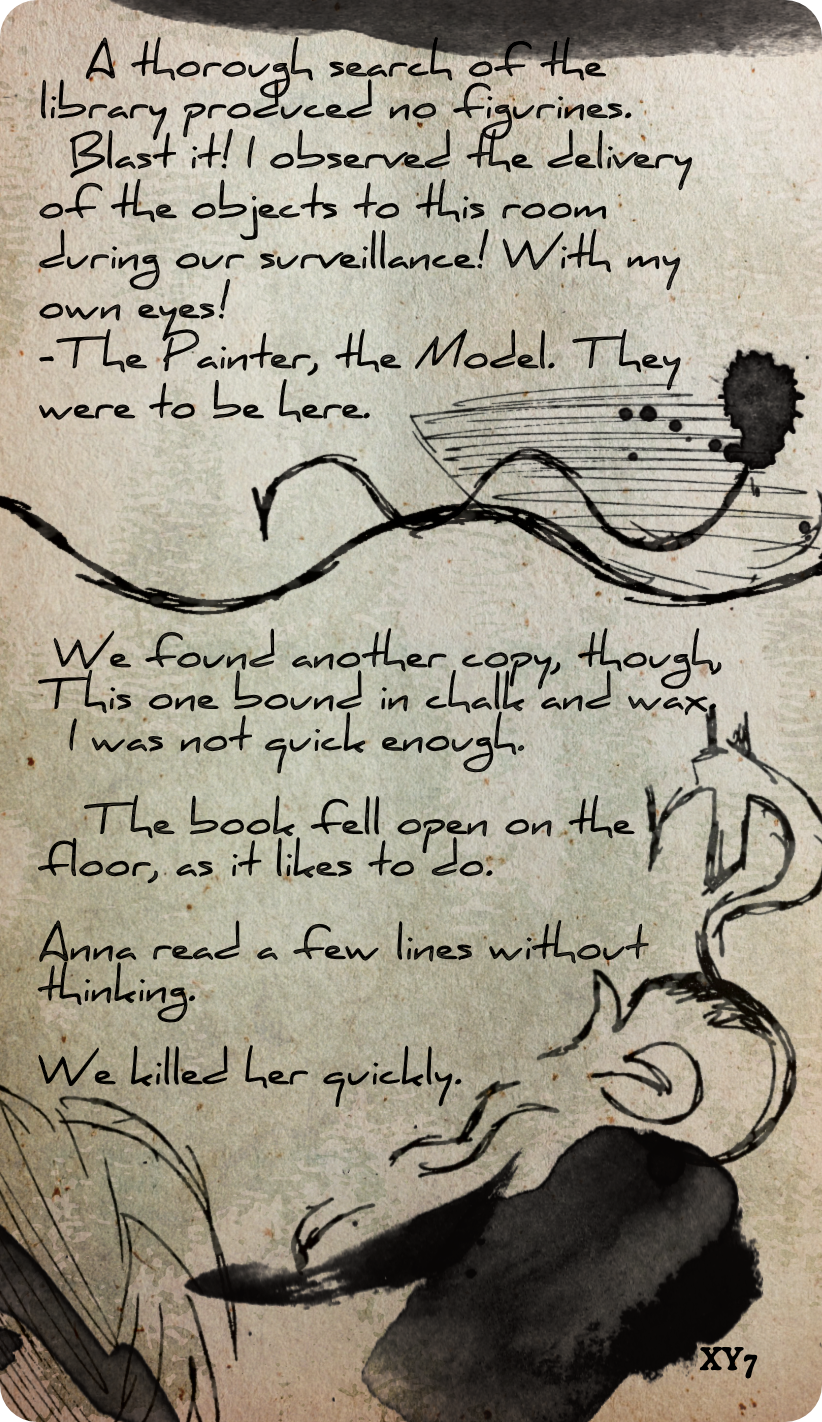 A thorough search of the
library produced no figurines.
Blast it! I observed the delivery
of the objects to this room
during our surveillance! With my
own eyes!
-The Painter, the Model. They
were to be here.
We found another copy, though,
This one bound in chalk and wax.
I was not quick enough.
The book fell open on the
floor, as it likes to do.
Anna read a few lines without
thinking.
We killed her quickly.
XY7